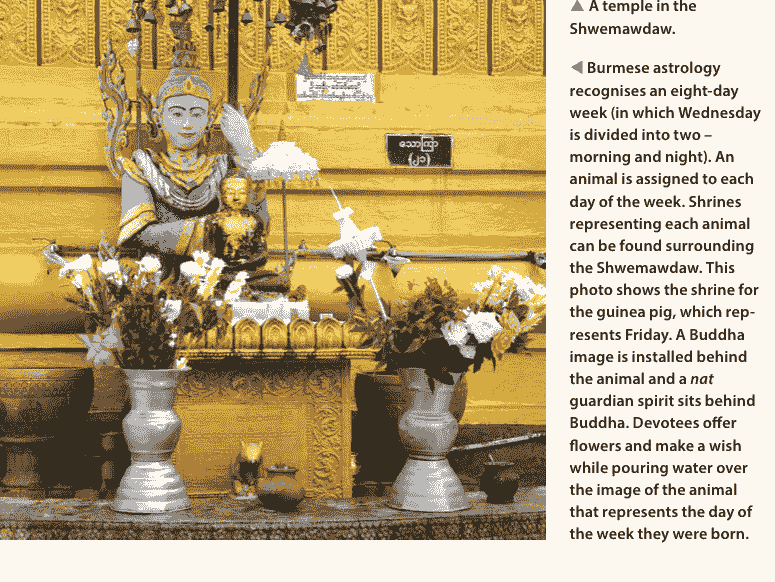 ▲ A temple in the
Shwemawdaw.
◀ Burmese astrology
recognises an eight-day
week (in which Wednesday
is divided into two –
morning and night). An
animal is assigned to each
day of the week. Shrines
representing each animal
can be found surrounding
the Shwemawdaw. This
photo shows the shrine for
the guinea pig, which rep-
resents Friday. A Buddha
image is installed behind
the animal and a nat
guardian spirit sits behind
Buddha. Devotees offer
flowers and make a wish
while pouring water over
the image of the animal
that represents the day of
the week they were born.
သောကြာ
(၂၁)